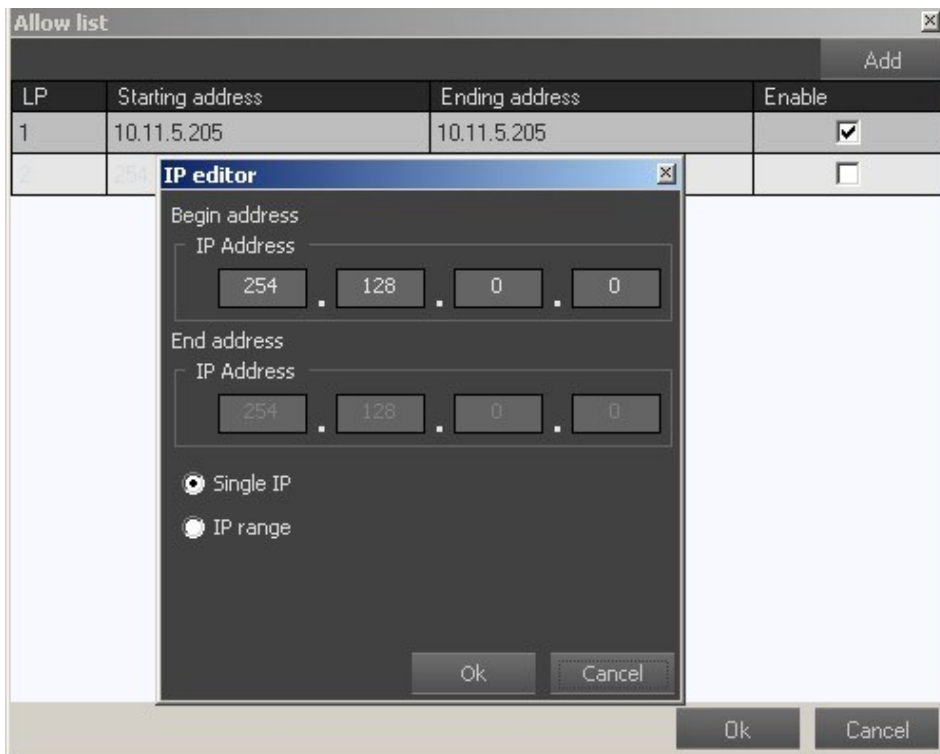 Allow list
Add
LP Starting address Ending address Enable
1 10.11.5.205 10.11.5.205
2 254
IP editor
Begin address
IP Address
254 . 128 . 0 . 0
End address
IP Address
254 . 128 . 0 . 0
Single IP
IP range
Ok Cancel
Ok Cancel